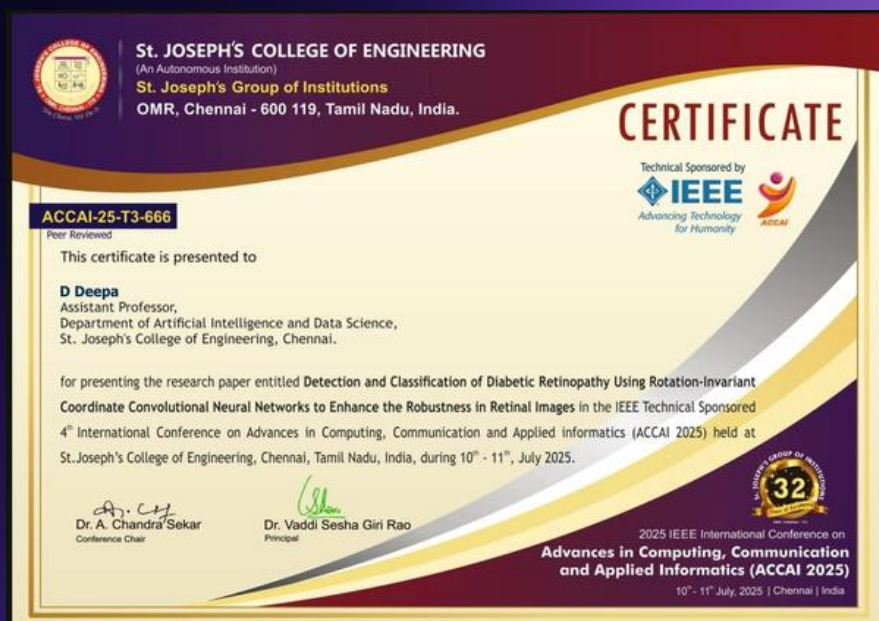 St. JOSEPH'S COLLEGE OF ENGINEERING
(An Autonomous Institution)
St. Joseph's Group of Institutions
OMR, Chennai - 600 119, Tamil Nadu, India.
CERTIFICATE
Technical Sponsored by
IEEE
Advancing Technology
for Humanity
ACCAI
ACCAI-25-T3-666
Peer Reviewed
This certificate is presented to
D Deepa
Assistant Professor,
Department of Artificial Intelligence and Data Science,
St. Joseph's College of Engineering, Chennai.
for presenting the research paper entitled Detection and Classification of Diabetic Retinopathy Using Rotation-Invariant
Coordinate Convolutional Neural Networks to Enhance the Robustness in Retinal Images in the IEEE Technical Sponsored
4th International Conference on Advances in Computing, Communication and Applied informatics (ACCAI 2025) held at
St.Joseph's College of Engineering, Chennai, Tamil Nadu, India, during 10th - 11th, July 2025.
Dr. A. Chandra Sekar
Conference Chair
Dr. Vaddi Sesha Giri Rao
Principal
St. JOSEPH'S GROUP OF INSTITUTIONS
32
2025 IEEE International Conference on
Advances in Computing, Communication
and Applied Informatics (ACCAI 2025)
10th - 11th July, 2025 | Chennai | India